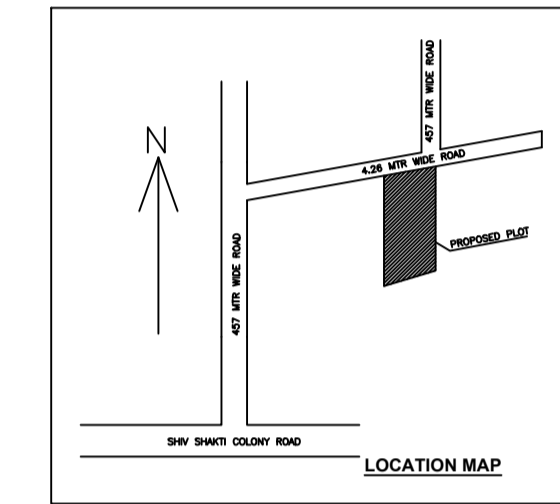 457 MTR WIDE ROAD
N
4.26 MTR WIDE ROAD
PROPOSED PLOT
457 MTR WIDE ROAD
SHIV SHAKTI COLONY ROAD
LOCATION MAP